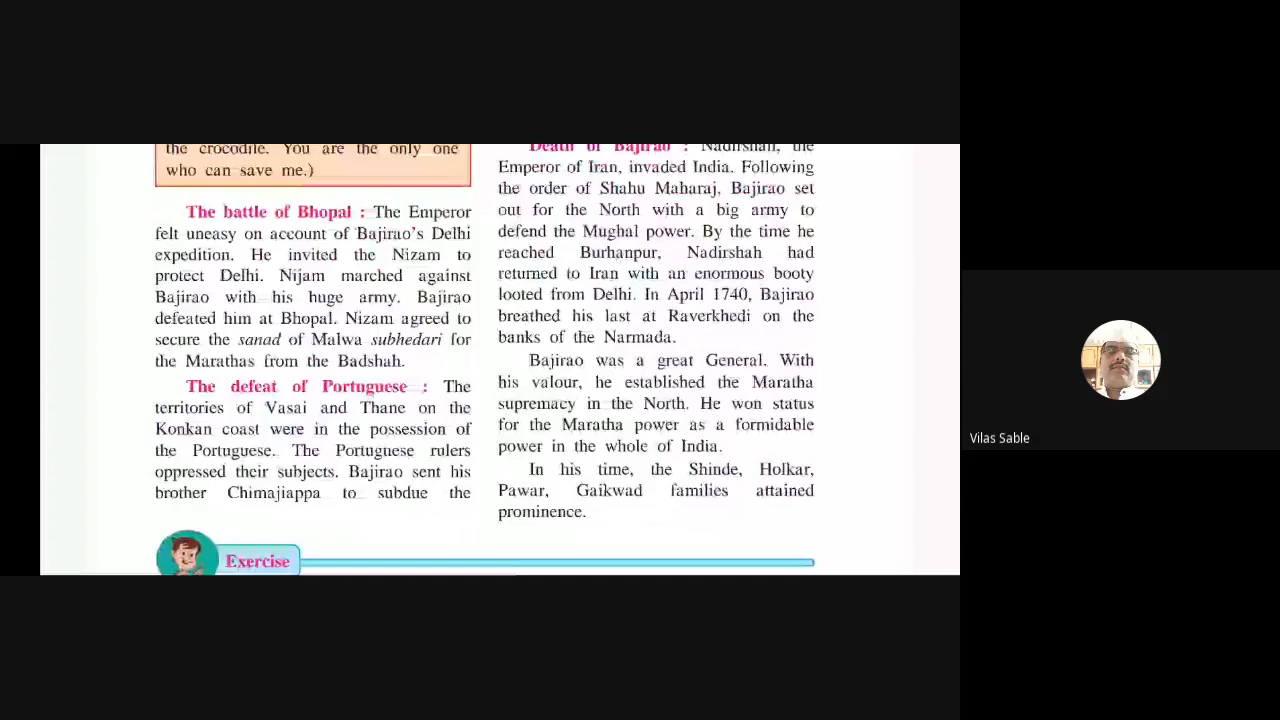 the crocodile. You are the only one
who can save me.)
The battle of Bhopal : The Emperor
felt uneasy on account of Bajirao's Delhi
expedition. He invited the Nizam to
protect Delhi. Nijam marched against
Bajirao with his huge army. Bajirao
defeated him at Bhopal. Nizam agreed to
secure the sanad of Malwa subhedari for
the Marathas from the Badshah.
The defeat of Portuguese : The
territories of Vasai and Thane on the
Konkan coast were in the possession of
the Portuguese. The Portuguese rulers
oppressed their subjects. Bajirao sent his
brother Chimajiappa to subdue the
Death of Bajirao : Nadirshah, the
Emperor of Iran, invaded India. Following
the order of Shahu Maharaj, Bajirao set
out for the North with a big army to
defend the Mughal power. By the time he
reached Burhanpur, Nadirshah had
returned to Iran with an enormous booty
looted from Delhi. In April 1740, Bajirao
breathed his last at Raverkhedi on the
banks of the Narmada.
Bajirao was a great General. With
his valour, he established the Maratha
supremacy in the North. He won status
for the Maratha power as a formidable
power in the whole of India.
In his time, the Shinde, Holkar,
Pawar, Gaikwad families attained
prominence.
Exercise
Vilas Sable